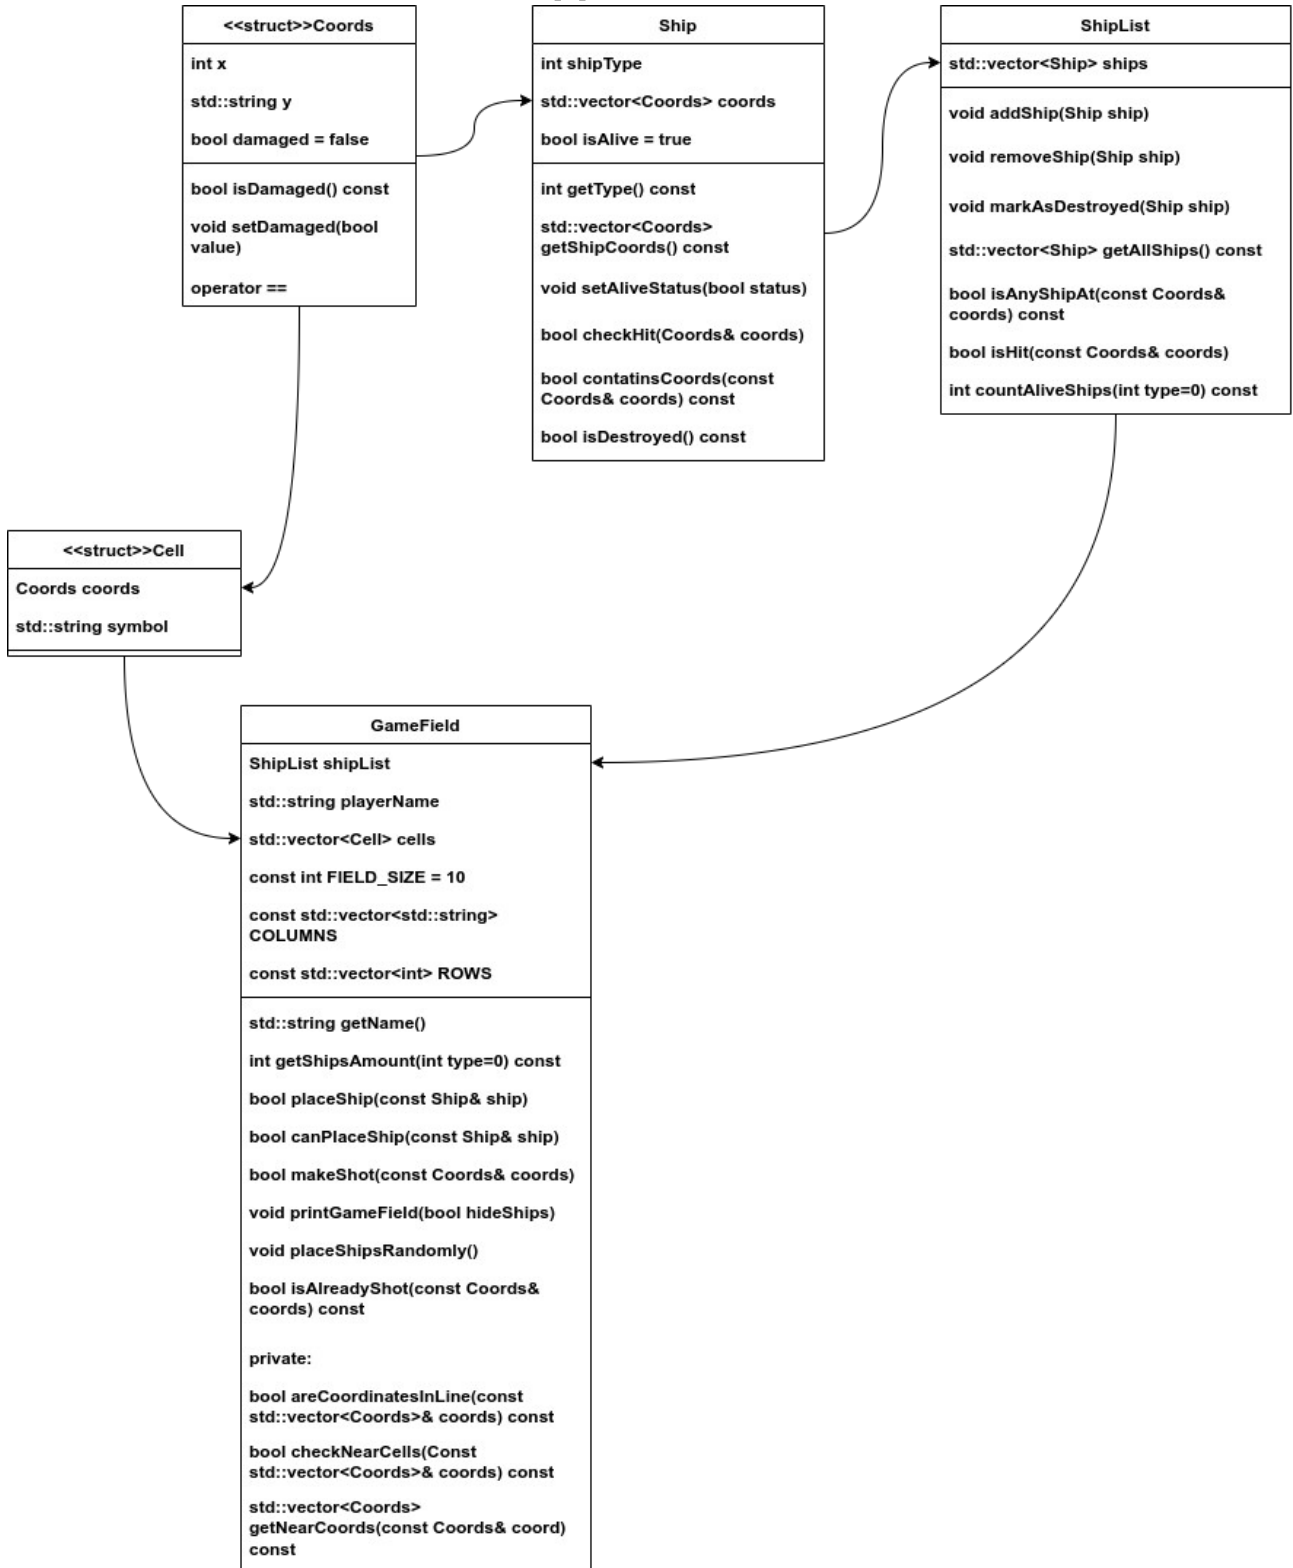 <<struct>>Coords
int x
std::string y
bool damaged = false
bool isDamaged() const
void setDamaged(bool
value)
operator ==
Ship
int shipType
std::vector<Coords> coords
bool isAlive = true
int getType() const
std::vector<Coords>
getShipCoords() const
void setAliveStatus(bool status)
bool checkHit(Coords& coords)
bool contatinsCoords(const
Coords& coords) const
bool isDestroyed() const
ShipList
std::vector<Ship> ships
void addShip(Ship ship)
void removeShip(Ship ship)
void markAsDestroyed(Ship ship)
std::vector<Ship> getAllShips() const
bool isAnyShipAt(const Coords&
coords) const
bool isHit(const Coords& coords)
int countAliveShips(int type=0) const
<<struct>>Cell
Coords coords
std::string symbol
GameField
ShipList shipList
std::string playerName
std::vector<Cell> cells
const int FIELD_SIZE = 10
const std::vector<std::string>
COLUMNS
const std::vector<int> ROWS
std::string getName()
int getShipsAmount(int type=0) const
bool placeShip(const Ship& ship)
bool canPlaceShip(const Ship& ship)
bool makeShot(const Coords& coords)
void printGameField(bool hideShips)
void placeShipsRandomly()
bool isAlreadyShot(const Coords&
coords) const
private:
bool areCoordinatesInLine(const
std::vector<Coords>& coords) const
bool checkNearCells(Const
std::vector<Coords>& coords) const
std::vector<Coords>
getNearCoords(const Coords& coord)
const